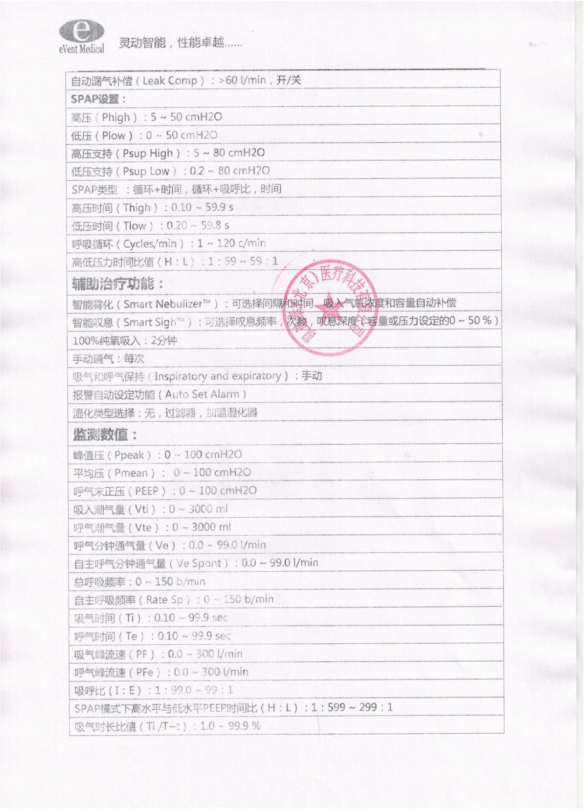 e
eVent Medical
灵动智能，性能卓越......
自动漏气补偿（Leak Comp）：>60 l/min，开/关
SPAP设置：
高压（Phigh）：5 ~ 50 cmH2O
低压（Plow）：0 ~ 50 cmH2O
高压支持（Psup High）：5 ~ 80 cmH2O
低压支持（Psup Low）：0.2 ~ 80 cmH2O
SPAP类型 ：循环+时间，循环+吸呼比，时间
高压时间（Thigh）：0.10 ~ 59.9 s
低压时间（Tlow）：0.20 ~ 59.8 s
呼吸循环（Cycles/min）：1 ~ 120 c/min
高低压力时间比值（H：L）：1：59 ~ 59：1
辅助治疗功能：
智能雾化（Smart Nebulizer™）：可选择间隔和时间，吸入气氧浓度和容量自动补偿
智能叹息（Smart Sigh™）：可选择叹息频率，次数，叹息深度（容量或压力设定的0 ~ 50 %）
100%纯氧吸入：2分钟
手动通气：每次
吸气和呼气保持（Inspiratory and expiratory）：手动
报警自动设定功能（Auto Set Alarm）
湿化类型选择：无，过滤器，加温湿化器
监测数值：
峰值压（Ppeak）：0 ~ 100 cmH2O
平均压（Pmean）： 0 ~ 100 cmH2O
呼气末正压（PEEP）：0 ~ 100 cmH2O
吸入潮气量（Vti）：0 ~ 3000 ml
呼气潮气量（Vte）：0 ~ 3000 ml
呼气分钟通气量（Ve）：0.0 ~ 99.0 l/min
自主呼气分钟通气量（Ve Spont）：0.0 ~ 99.0 l/min
总呼吸频率：0 ~ 150 b/min
自主呼吸频率（Rate Sp）：0 ~ 150 b/min
吸气时间（Ti）：0.10 ~ 99.9 sec
呼气时间（Te）：0.10 ~ 99.9 sec
吸气峰流速（PF）：0.0 ~ 300 l/min
呼气峰流速（PFe）：0.0 ~ 300 l/min
吸呼比（I：E）：1：99.0 ~ 99：1
SPAP模式下高水平与低水平PEEP时间比（H：L）：1：599 ~ 299：1
吸气时长比值（Ti /T~t）：1.0 ~ 99.9 %
（北京）医疗科技